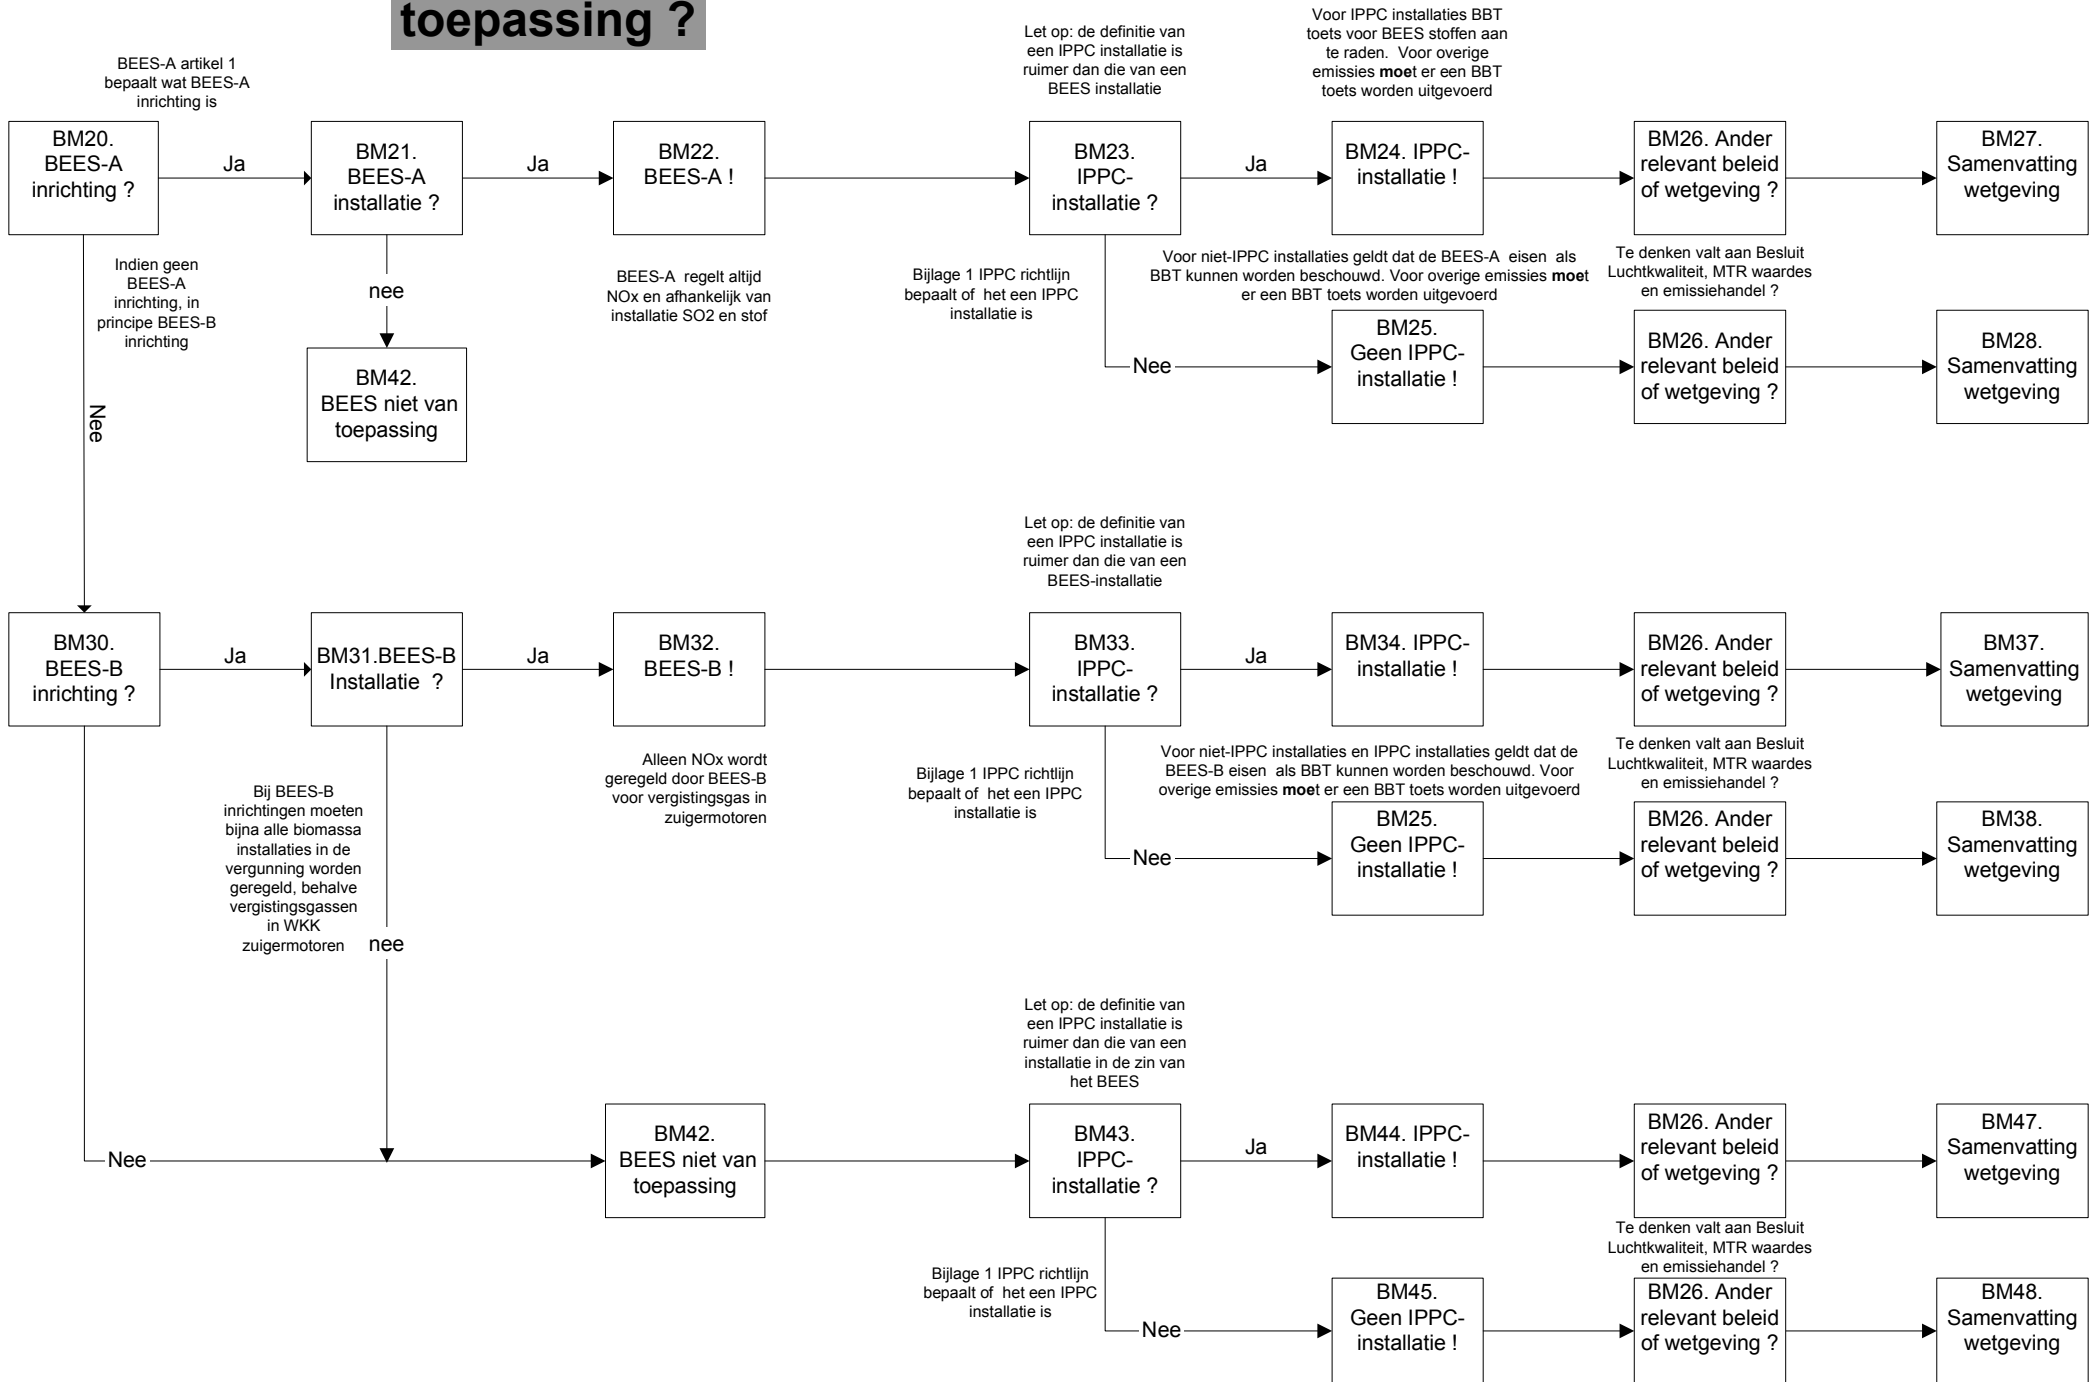 toepassing ?
BEES-A artikel 1
bepaalt wat BEES-A
inrichting is
Let op: de definitie van
een IPPC installatie is
ruimer dan die van een
BEES installatie
Voor IPPC installaties BBT
toets voor BEES stoffen aan
te raden. Voor overige
emissies moet er een BBT
toets worden uitgevoerd
BM20.
BEES-A
inrichting ?
Ja
BM21.
BEES-A
installatie ?
Ja
BM22.
BEES-A !
BM23.
IPPC-
installatie ?
Ja
BM24. IPPC-
installatie !
BM26. Ander
relevant beleid
of wetgeving ?
BM27.
Samenvatting
wetgeving
Indien geen
BEES-A
inrichting, in
principe BEES-B
inrichting
nee
BEES-A regelt altijd
NOx en afhankelijk van
installatie SO2 en stof
Bijlage 1 IPPC richtlijn
bepaalt of het een IPPC
installatie is
Voor niet-IPPC installaties geldt dat de BEES-A eisen als
BBT kunnen worden beschouwd. Voor overige emissies moet
er een BBT toets worden uitgevoerd
Te denken valt aan Besluit
Luchtkwaliteit, MTR waardes
en emissiehandel ?
Nee
BM42.
BEES niet van
toepassing
Nee
BM25.
Geen IPPC-
installatie !
BM26. Ander
relevant beleid
of wetgeving ?
BM28.
Samenvatting
wetgeving
Let op: de definitie van
een IPPC installatie is
ruimer dan die van een
BEES-installatie
BM30.
BEES-B
inrichting ?
Ja
BM31.BEES-B
Installatie ?
Ja
BM32.
BEES-B !
BM33.
IPPC-
installatie ?
Ja
BM34. IPPC-
installatie !
BM26. Ander
relevant beleid
of wetgeving ?
BM37.
Samenvatting
wetgeving
Bij BEES-B
inrichtingen moeten
bijna alle biomassa
installaties in de
vergunning worden
geregeld, behalve
vergistingsgassen
in WKK
zuigermotoren
nee
Alleen NOx wordt
geregeld door BEES-B
voor vergistingsgas in
zuigermotoren
Bijlage 1 IPPC richtlijn
bepaalt of het een IPPC
installatie is
Voor niet-IPPC installaties en IPPC installaties geldt dat de
BEES-B eisen als BBT kunnen worden beschouwd. Voor
overige emissies moet er een BBT toets worden uitgevoerd
Te denken valt aan Besluit
Luchtkwaliteit, MTR waardes
en emissiehandel ?
Nee
BM25.
Geen IPPC-
installatie !
BM26. Ander
relevant beleid
of wetgeving ?
BM38.
Samenvatting
wetgeving
Let op: de definitie van
een IPPC installatie is
ruimer dan die van een
installatie in de zin van
het BEES
Nee
BM42.
BEES niet van
toepassing
BM43.
IPPC-
installatie ?
Ja
BM44. IPPC-
installatie !
BM26. Ander
relevant beleid
of wetgeving ?
BM47.
Samenvatting
wetgeving
Bijlage 1 IPPC richtlijn
bepaalt of het een IPPC
installatie is
Te denken valt aan Besluit
Luchtkwaliteit, MTR waardes
en emissiehandel ?
Nee
BM45.
Geen IPPC-
installatie !
BM26. Ander
relevant beleid
of wetgeving ?
BM48.
Samenvatting
wetgeving